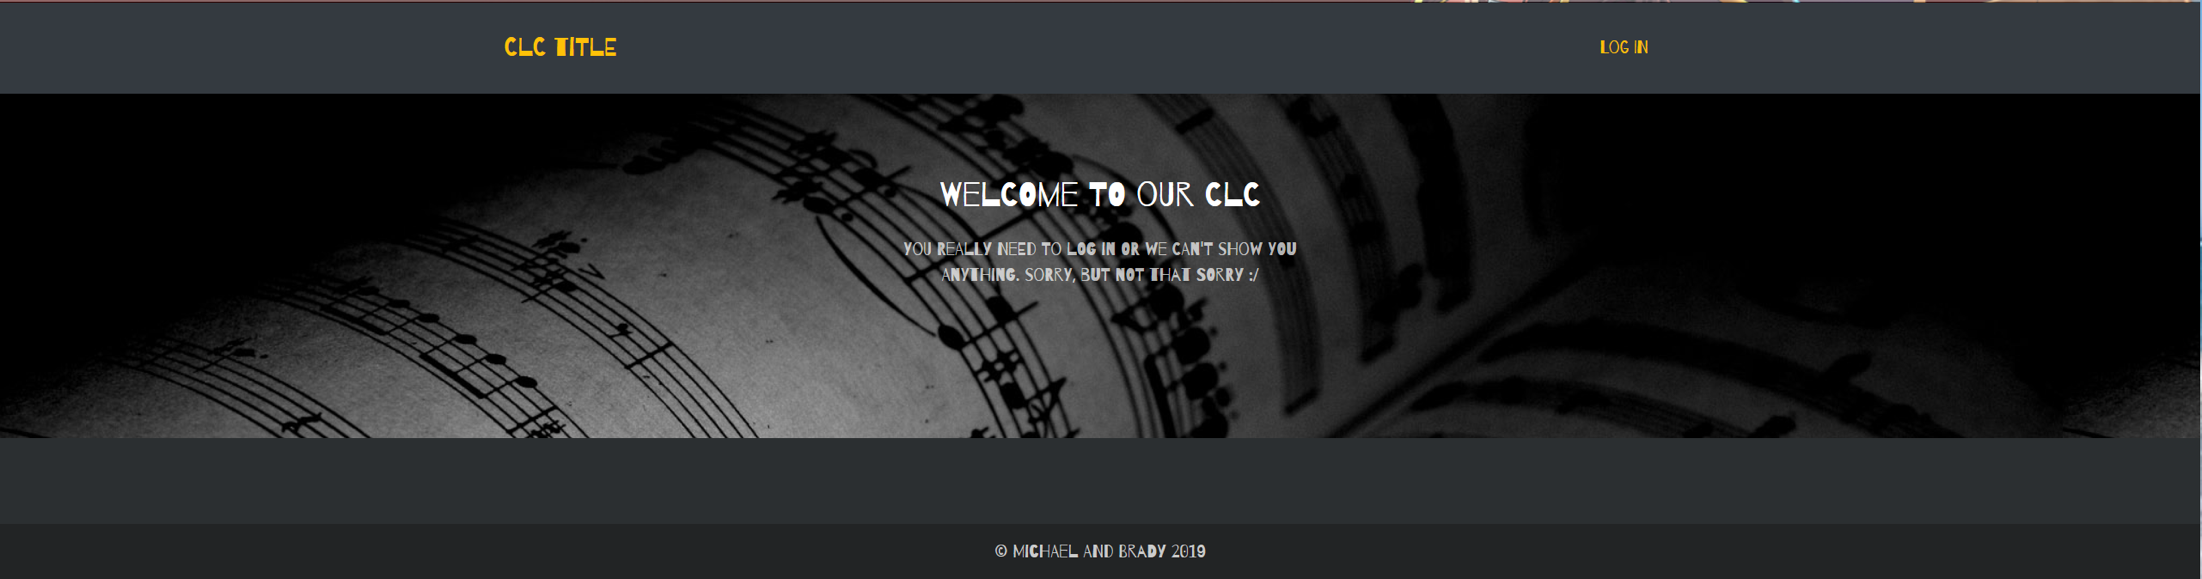 CLC TITLE
LOG IN
WELCOME TO OUR CLC
YOU REALLY NEED TO LOG IN OR WE CAN'T SHOW YOU
ANYTHING. SORRY, BUT NOT THAT SORRY :/
© MICHAEL AND BRADY 2019